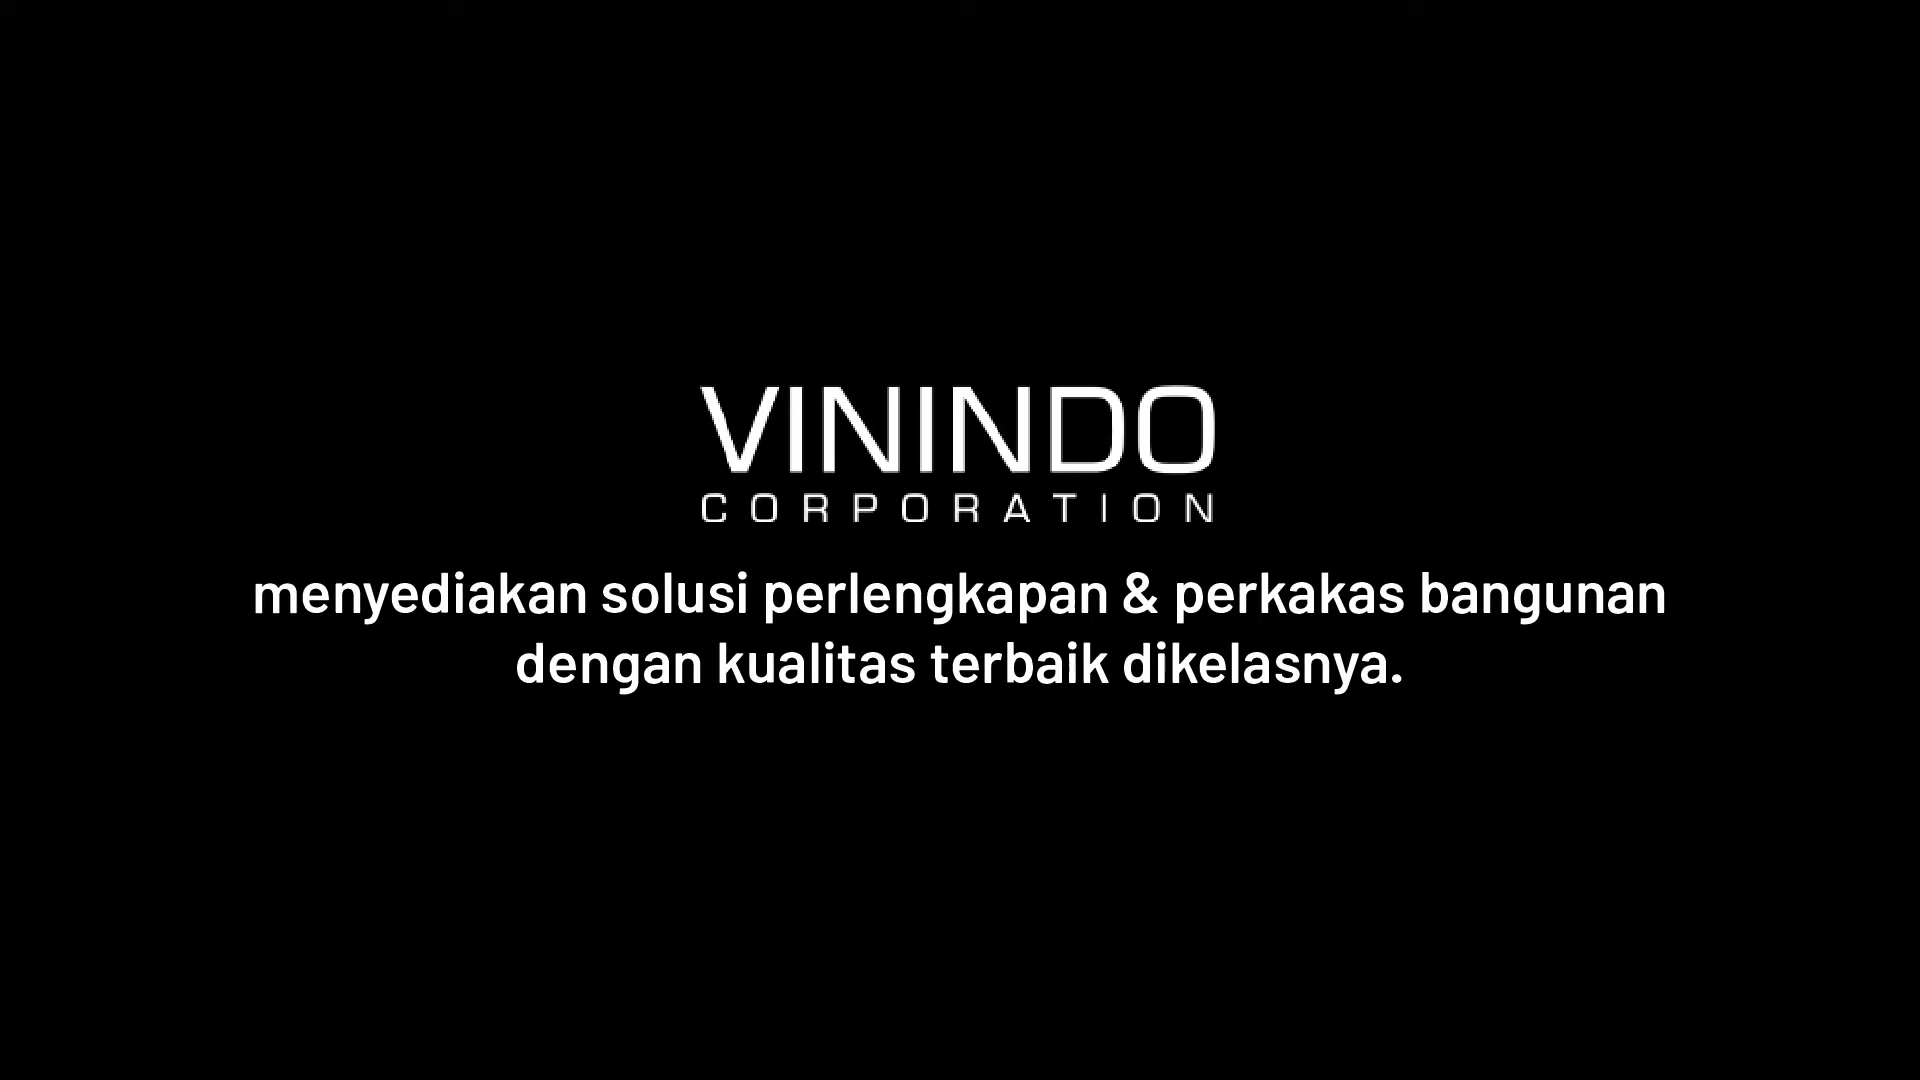 VININDO
CORPORATION
menyediakan solusi perlengkapan & perkakas bangunan
dengan kualitas terbaik dikelasnya.